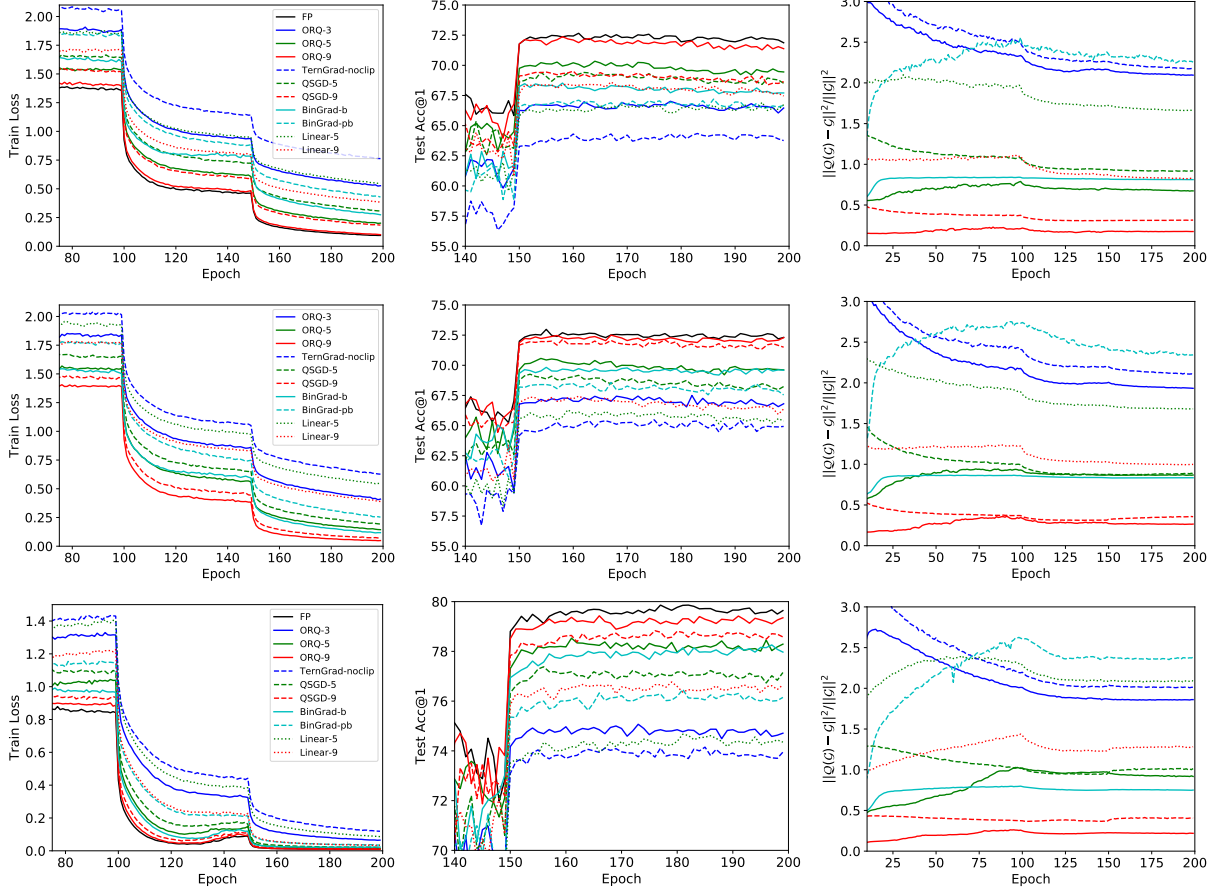 2.00
1.75
1.50
1.25
1.00
0.75
0.50
0.25
0.00
Train Loss
80 100 120 140 160 180 200
Epoch
FP
ORQ-3
ORQ-5
ORQ-9
TernGrad-noclip
QSGD-5
QSGD-9
BinGrad-b
BinGrad-pb
Linear-5
Linear-9
75.0
72.5
70.0
67.5
65.0
62.5
60.0
57.5
55.0
Test Acc@1
140 150 160 170 180 190 200
Epoch
3.0
2.5
2.0
1.5
1.0
0.5
0.0
||Q(G) − G||²/||G||²
25 50 75 100 125 150 175 200
Epoch
2.00
1.75
1.50
1.25
1.00
0.75
0.50
0.25
0.00
Train Loss
80 100 120 140 160 180 200
Epoch
ORQ-3
ORQ-5
ORQ-9
TernGrad-noclip
QSGD-5
QSGD-9
BinGrad-b
BinGrad-pb
Linear-5
Linear-9
75.0
72.5
70.0
67.5
65.0
62.5
60.0
57.5
55.0
Test Acc@1
140 150 160 170 180 190 200
Epoch
3.0
2.5
2.0
1.5
1.0
0.5
0.0
||Q(G) − G||²/||G||²
25 50 75 100 125 150 175 200
Epoch
1.4
1.2
1.0
0.8
0.6
0.4
0.2
0.0
Train Loss
80 100 120 140 160 180 200
Epoch
FP
ORQ-3
ORQ-5
ORQ-9
TernGrad-noclip
QSGD-5
QSGD-9
BinGrad-b
BinGrad-pb
Linear-5
Linear-9
80
78
76
74
72
70
Test Acc@1
140 150 160 170 180 190 200
Epoch
3.0
2.5
2.0
1.5
1.0
0.5
0.0
||Q(G) − G||²/||G||²
25 50 75 100 125 150 175 200
Epoch